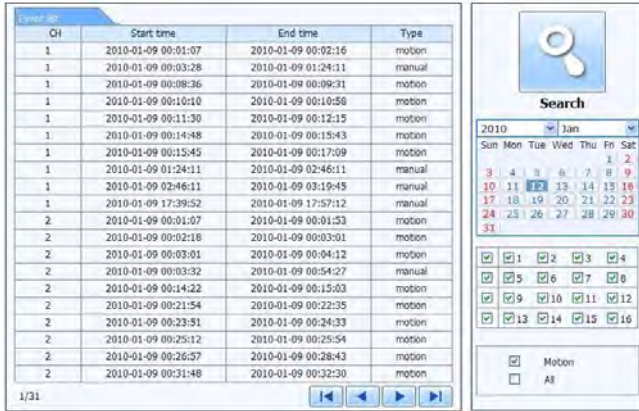 Event list
CH Start time End time Type
1 2010-01-09 00:01:07 2010-01-09 00:02:16 motion
1 2010-01-09 00:03:28 2010-01-09 01:24:11 manual
1 2010-01-09 00:08:36 2010-01-09 00:09:31 motion
1 2010-01-09 00:10:10 2010-01-09 00:10:58 motion
1 2010-01-09 00:11:30 2010-01-09 00:12:15 motion
1 2010-01-09 00:14:48 2010-01-09 00:15:43 motion
1 2010-01-09 00:15:45 2010-01-09 00:17:09 motion
1 2010-01-09 01:24:11 2010-01-09 02:46:11 manual
1 2010-01-09 02:46:11 2010-01-09 03:19:45 manual
1 2010-01-09 17:39:52 2010-01-09 17:57:12 manual
2 2010-01-09 00:01:07 2010-01-09 00:01:53 motion
2 2010-01-09 00:02:18 2010-01-09 00:03:01 motion
2 2010-01-09 00:03:01 2010-01-09 00:04:12 motion
2 2010-01-09 00:03:32 2010-01-09 00:54:27 manual
2 2010-01-09 00:14:22 2010-01-09 00:15:03 motion
2 2010-01-09 00:21:54 2010-01-09 00:22:35 motion
2 2010-01-09 00:23:51 2010-01-09 00:24:33 motion
2 2010-01-09 00:25:12 2010-01-09 00:25:54 motion
2 2010-01-09 00:26:57 2010-01-09 00:28:43 motion
2 2010-01-09 00:31:48 2010-01-09 00:32:30 motion
1/31
Search
2010 Jan
Sun Mon Tue Wed Thu Fri Sat
1 2
3 4 5 6 7 8 9
10 11 12 13 14 15 16
17 18 19 20 21 22 23
24 25 26 27 28 29 30
31
1 2 3 4
5 6 7 8
9 10 11 12
13 14 15 16
Motion
All